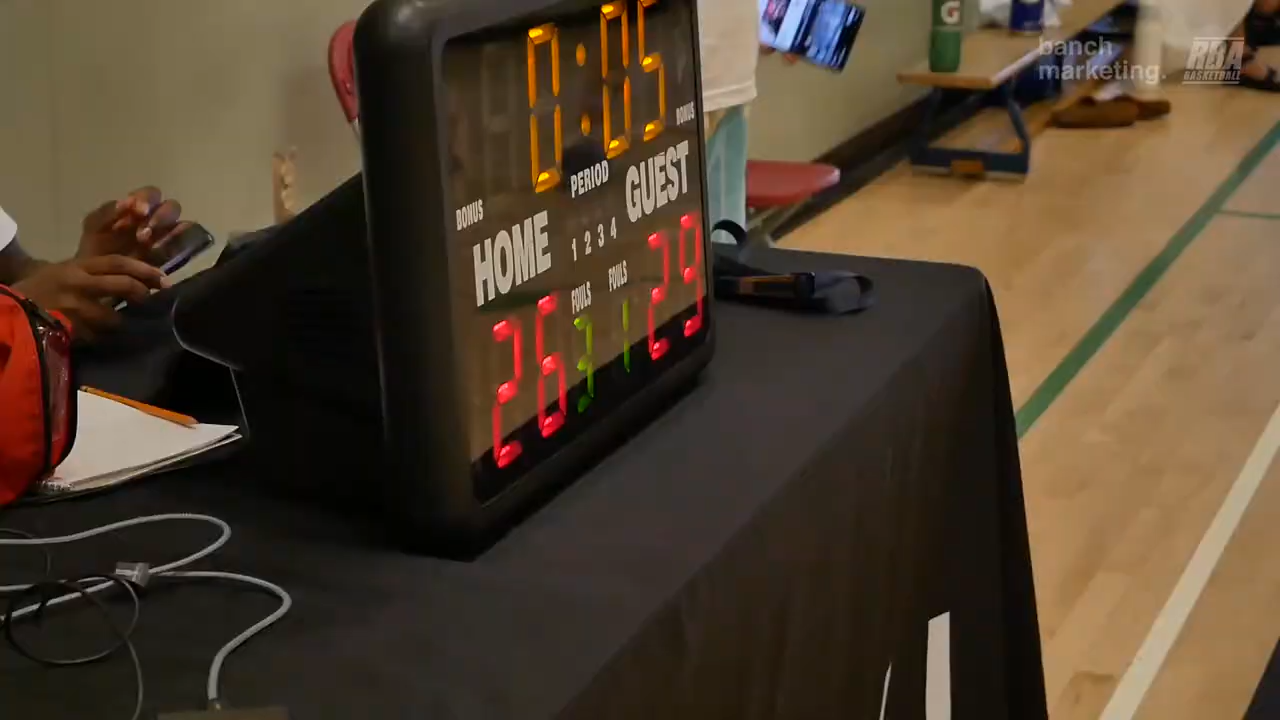 G
banch
marketing.
RBA
BASKETBALL
0:05
BONUS
PERIOD
GUEST
BONUS
HOME
1 2 3 4
FOULS
FOULS
26
3
1
29